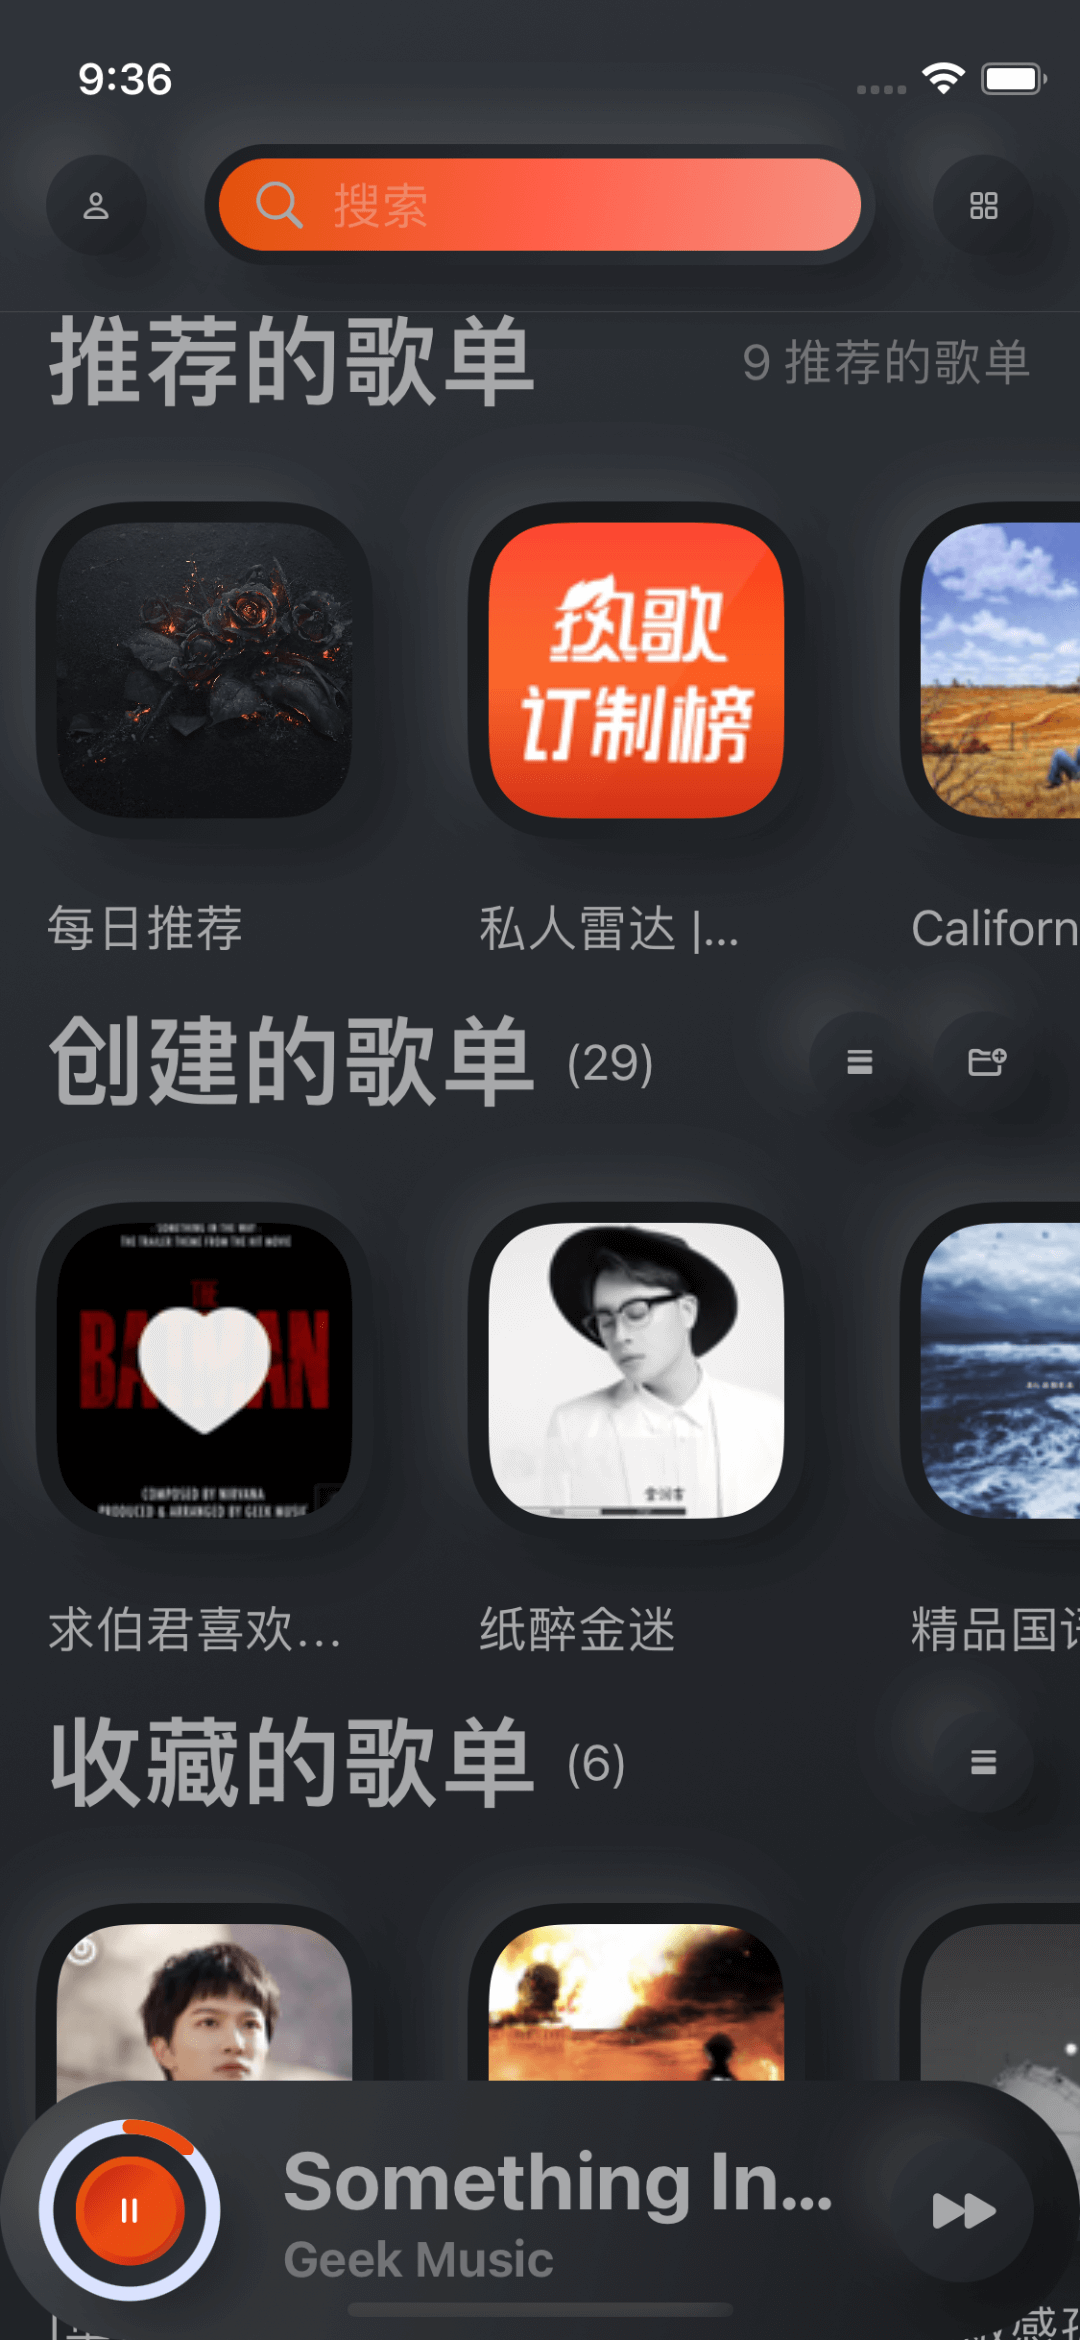 9:36
搜索
推荐的歌单
9 推荐的歌单
热歌
订制榜
每日推荐
私人雷达 |...
Californ
创建的歌单 (29)
SOMETHING IN THE WAY
THE TRAILER THEME FROM THE HIT MOVIE
THE
BATMAN
COMPOSED BY NIRVANA
PRODUCED & ARRANGED BY GEEK MUSIC
求伯君喜欢...
纸醉金迷
精品国
收藏的歌单 (6)
Something In...
Geek Music
感